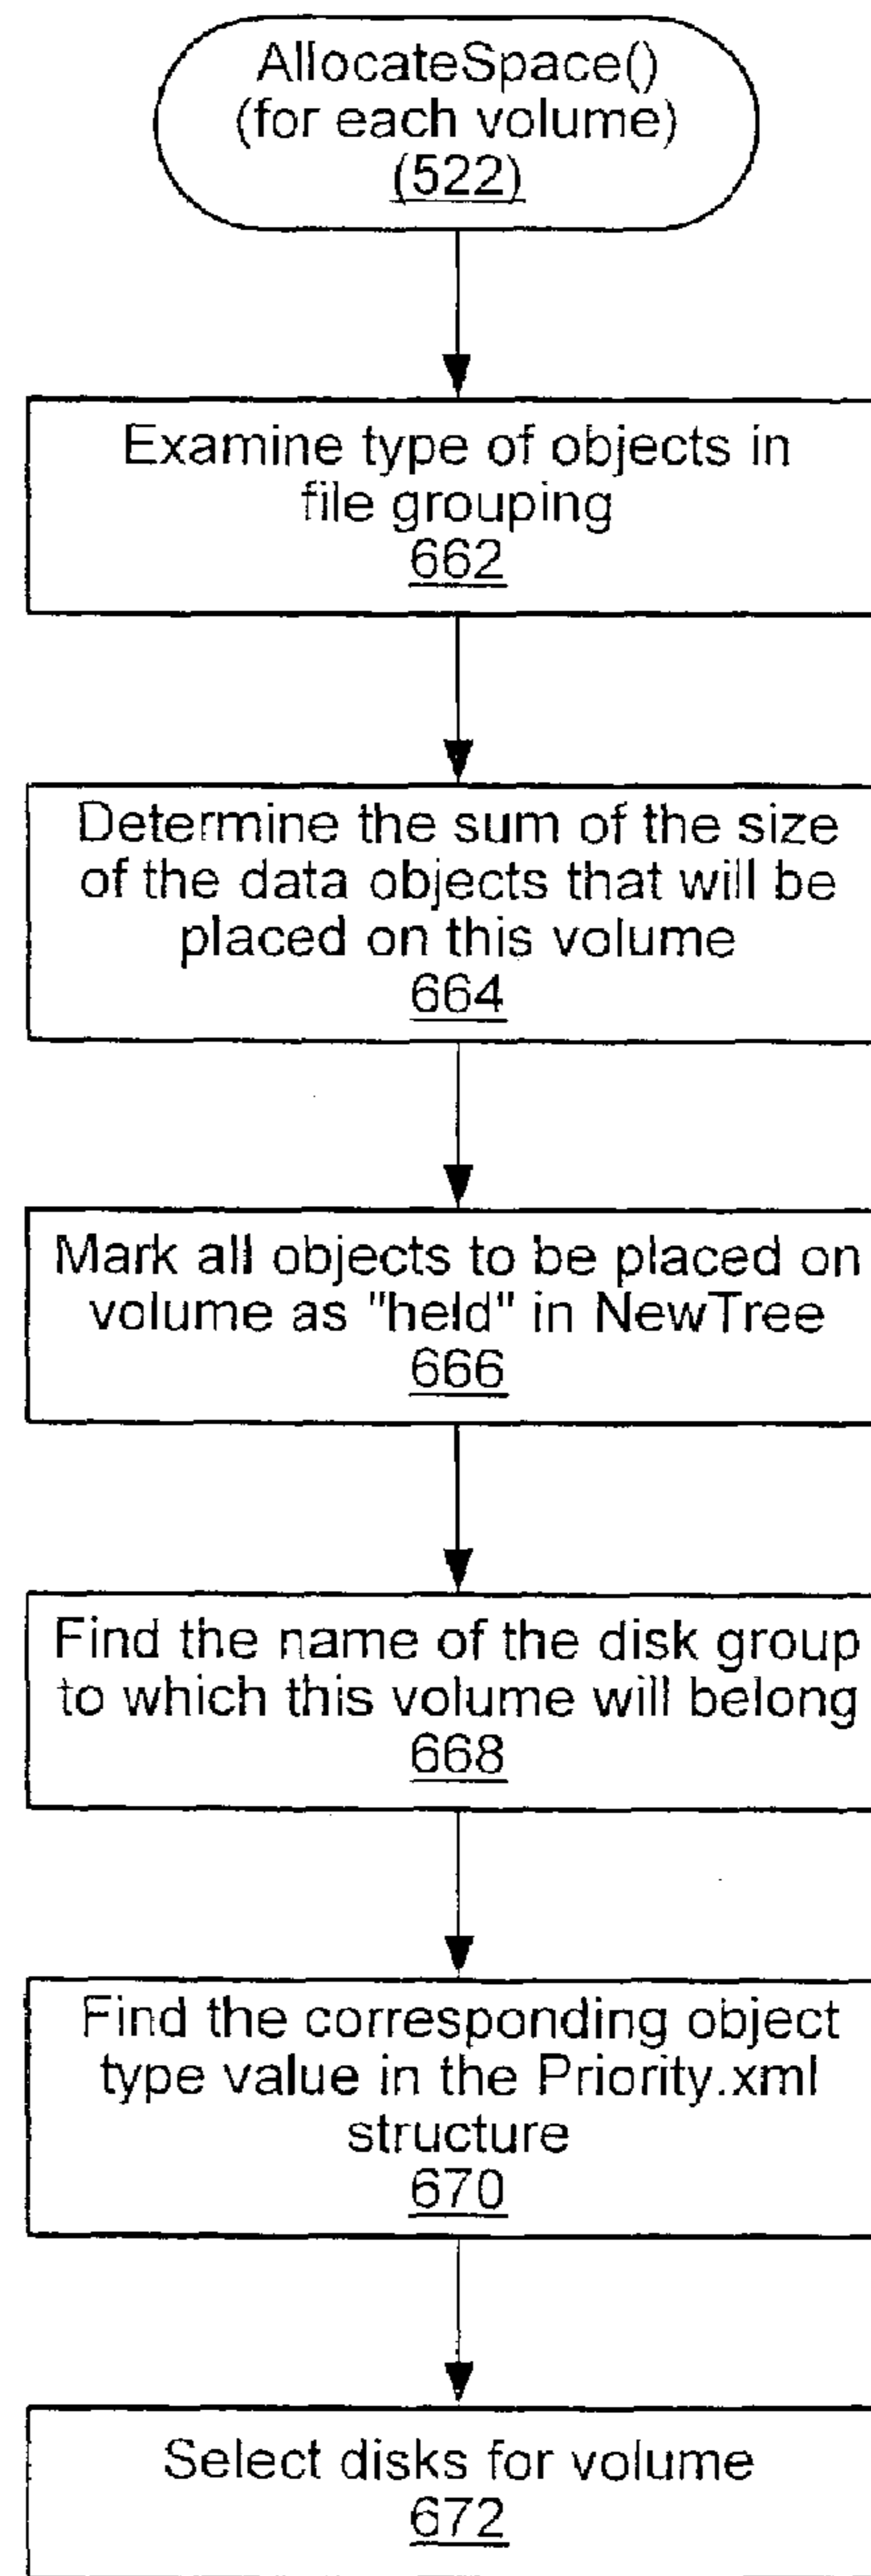 AllocateSpace()
(for each volume)
(522)
Examine type of objects in
file grouping
662
Determine the sum of the size
of the data objects that will be
placed on this volume
664
Mark all objects to be placed on
volume as "held" in NewTree
666
Find the name of the disk group
to which this volume will belong
668
Find the corresponding object
type value in the Priority.xml
structure
670
Select disks for volume
672